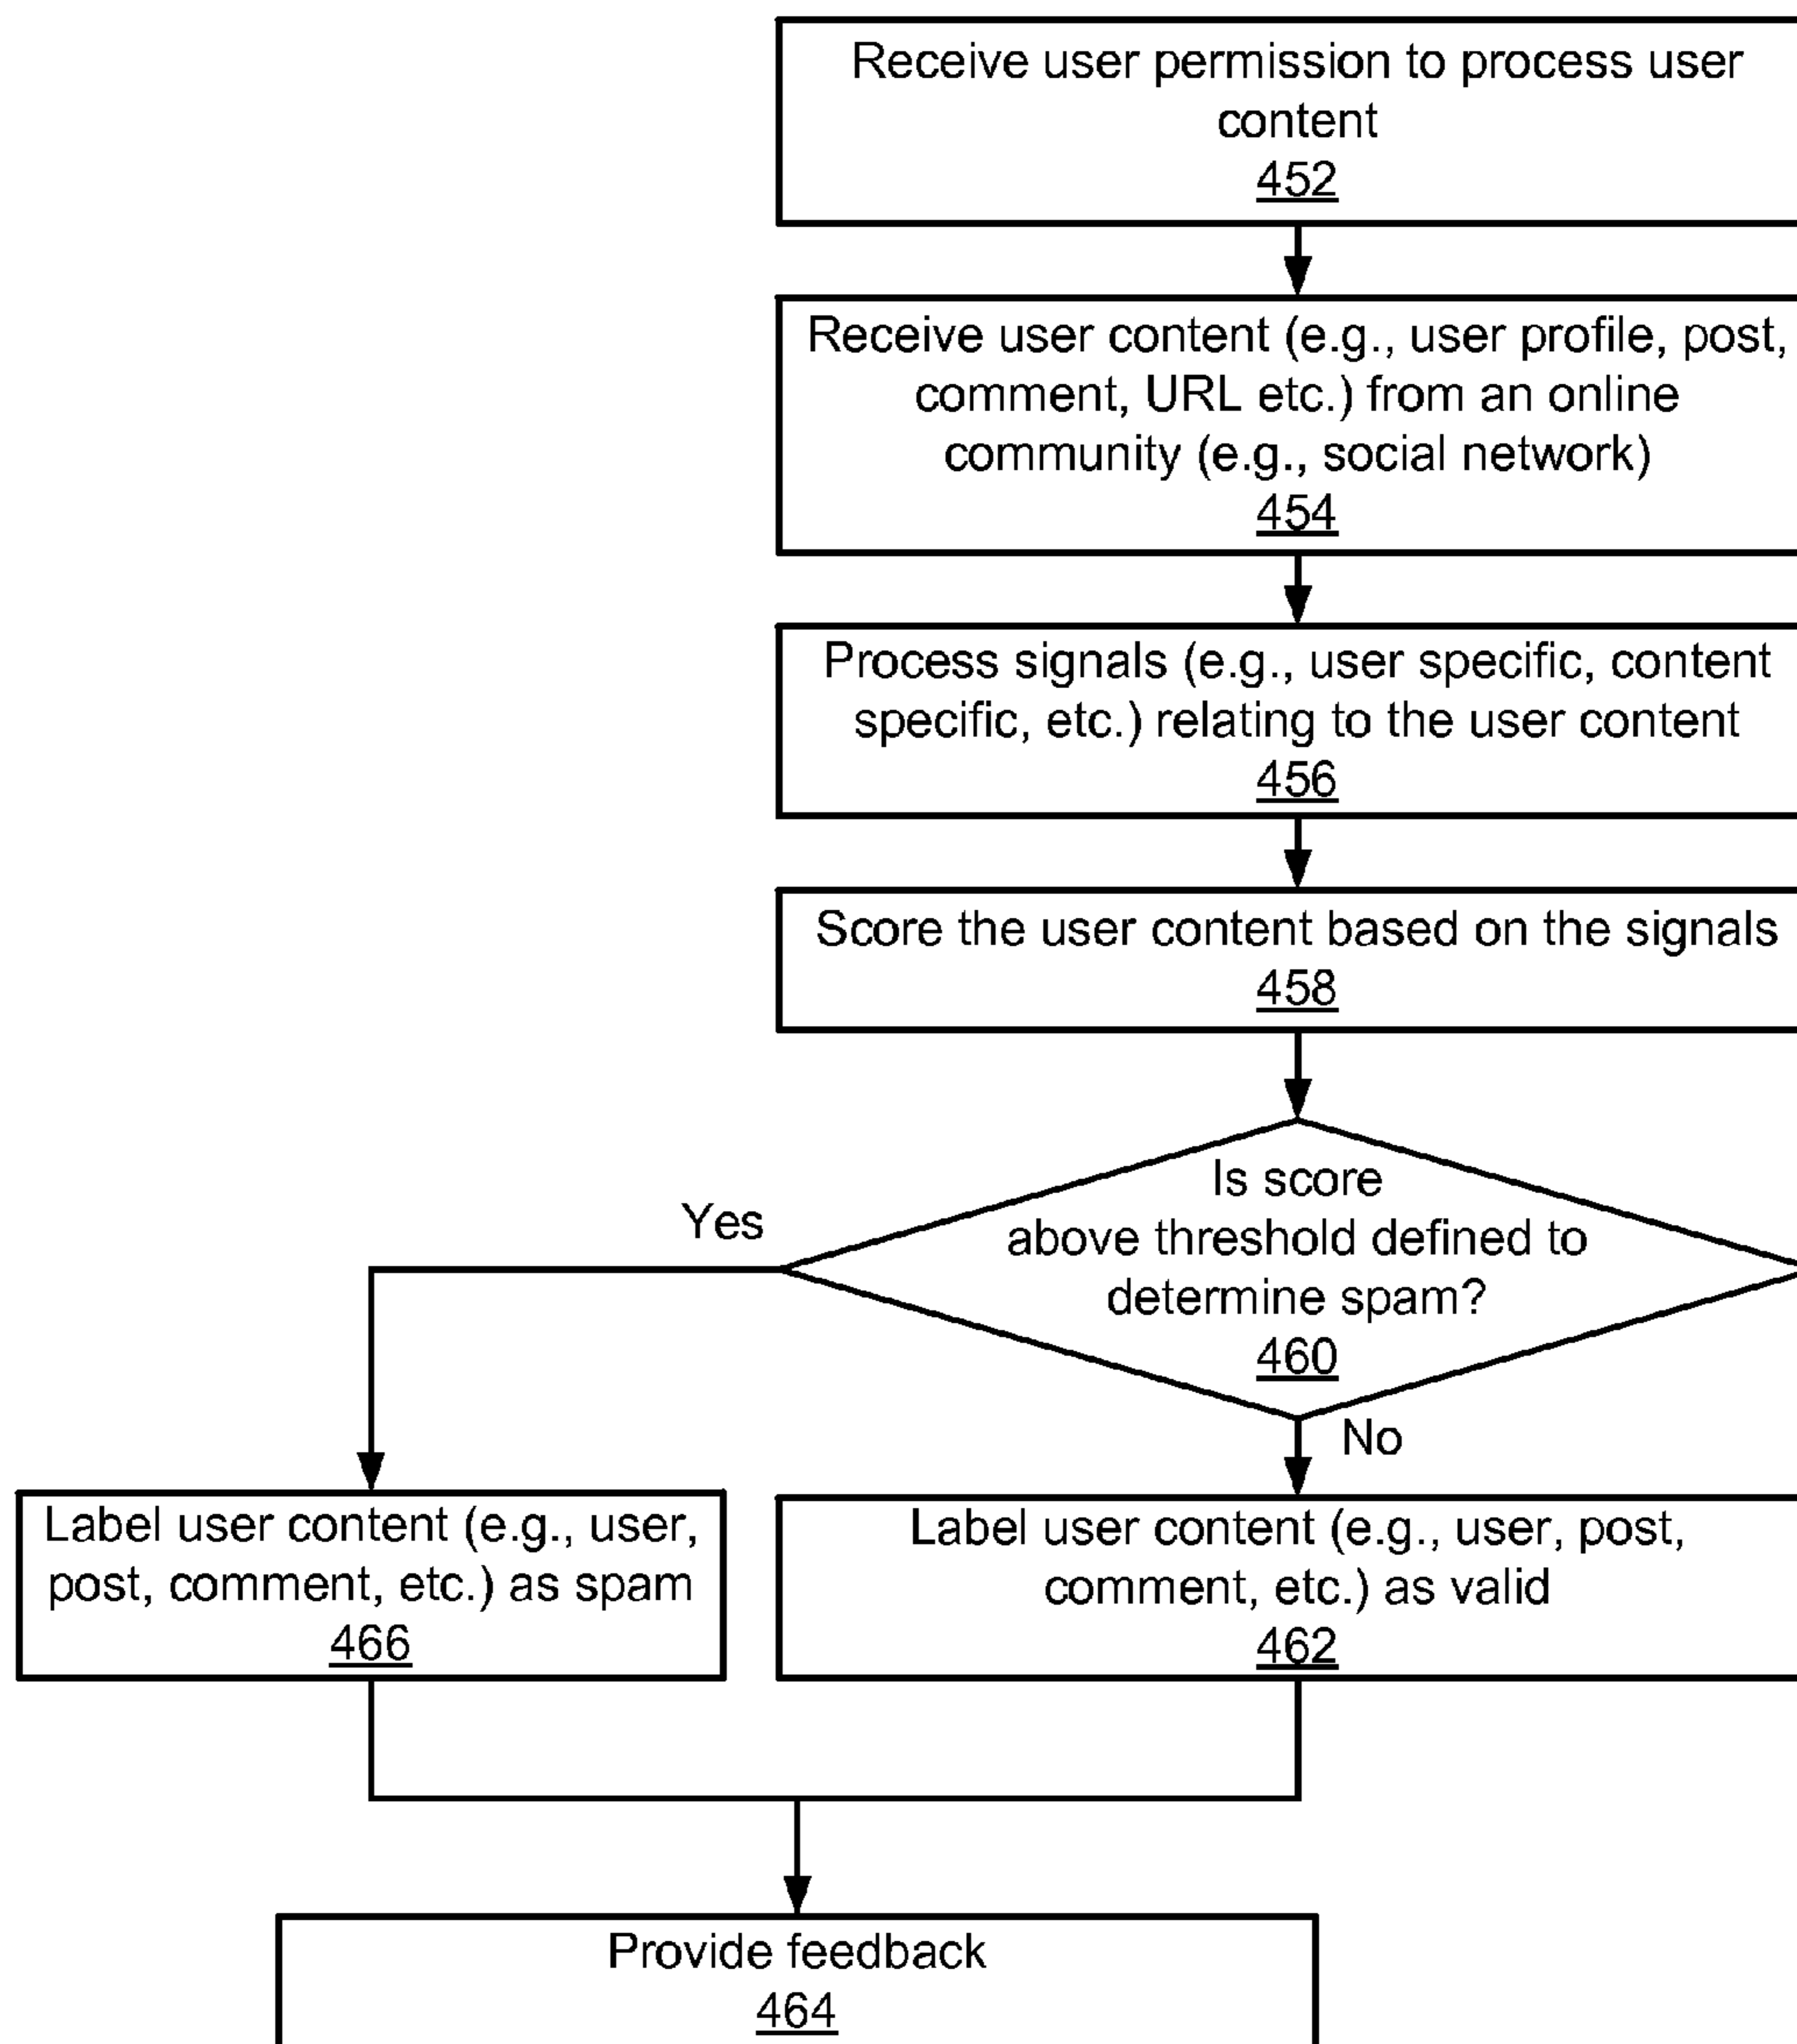 Receive user permission to process user
content
452
Receive user content (e.g., user profile, post,
comment, URL etc.) from an online
community (e.g., social network)
454
Process signals (e.g., user specific, content
specific, etc.) relating to the user content
456
Score the user content based on the signals
458
Is score
above threshold defined to
determine spam?
460
Yes
No
Label user content (e.g., user,
post, comment, etc.) as spam
466
Label user content (e.g., user, post,
comment, etc.) as valid
462
Provide feedback
464